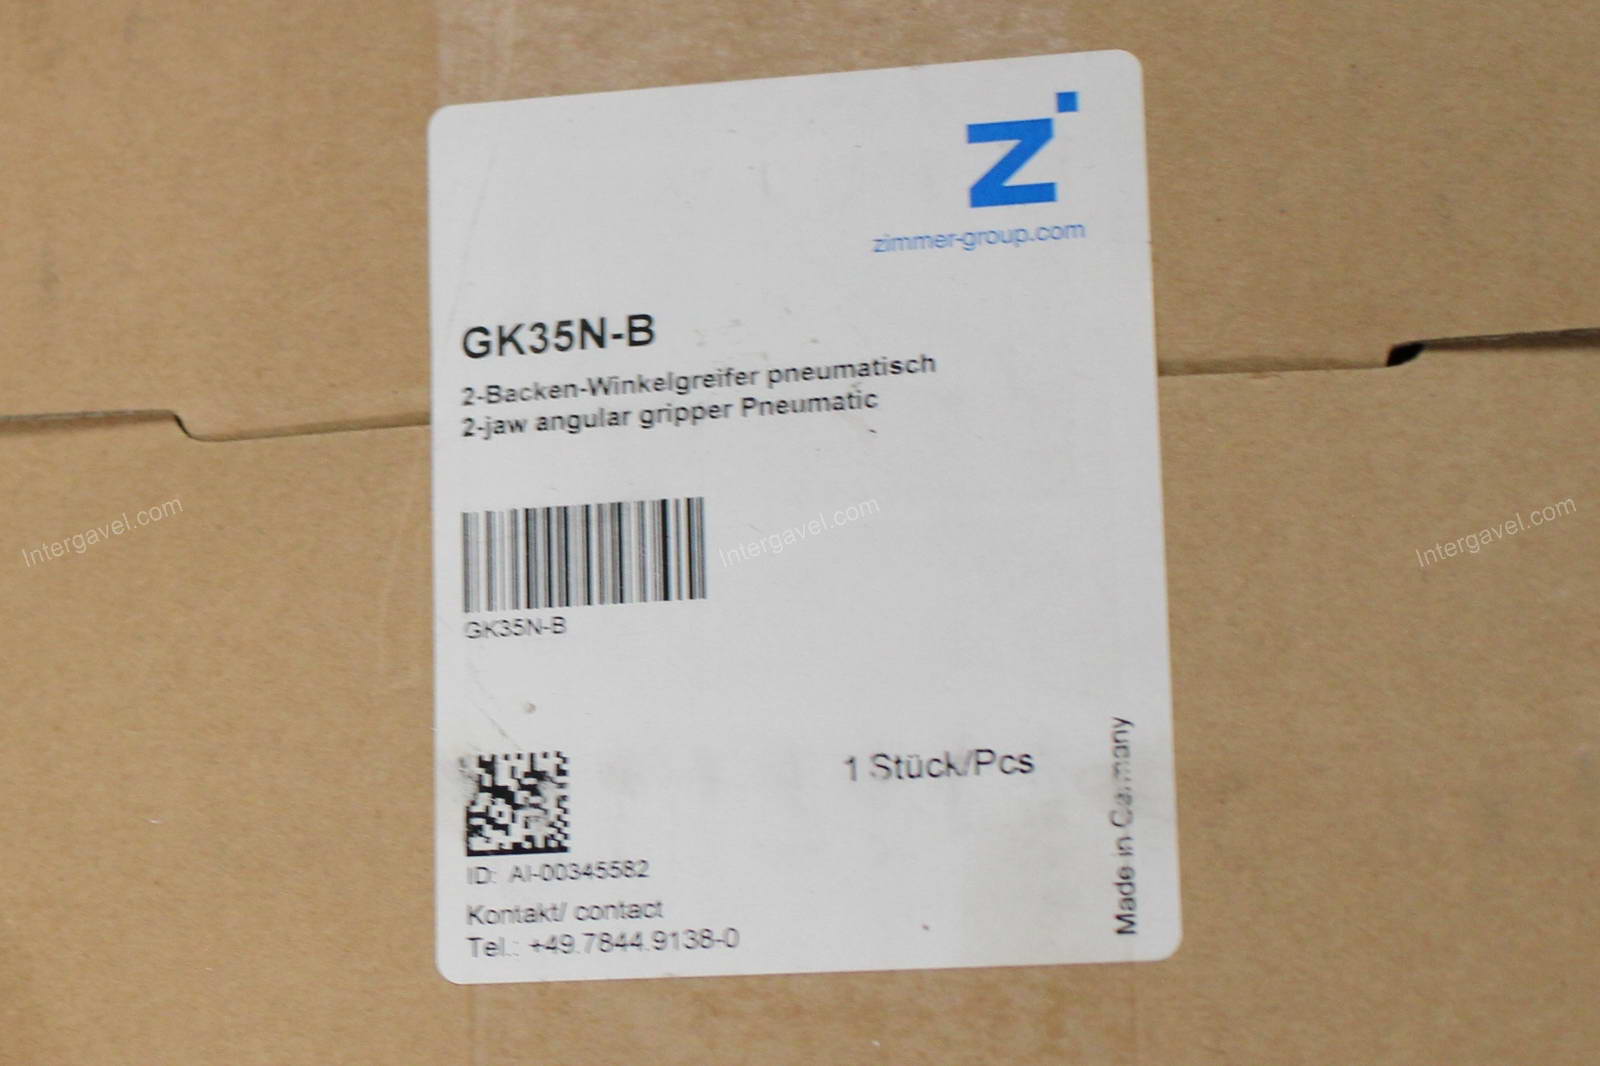 z
zimmer-group.com
GK35N-B
2-Backen-Winkelgreifer pneumatisch
2-jaw angular gripper Pneumatic
Intergavel.com
Intergavel.com
Intergavel.com
GK35N-B
1 Stück/Pcs
Made in Germany
ID: AI-00345582
Kontakt/ contact
Tel.: +49.7844.9138-0